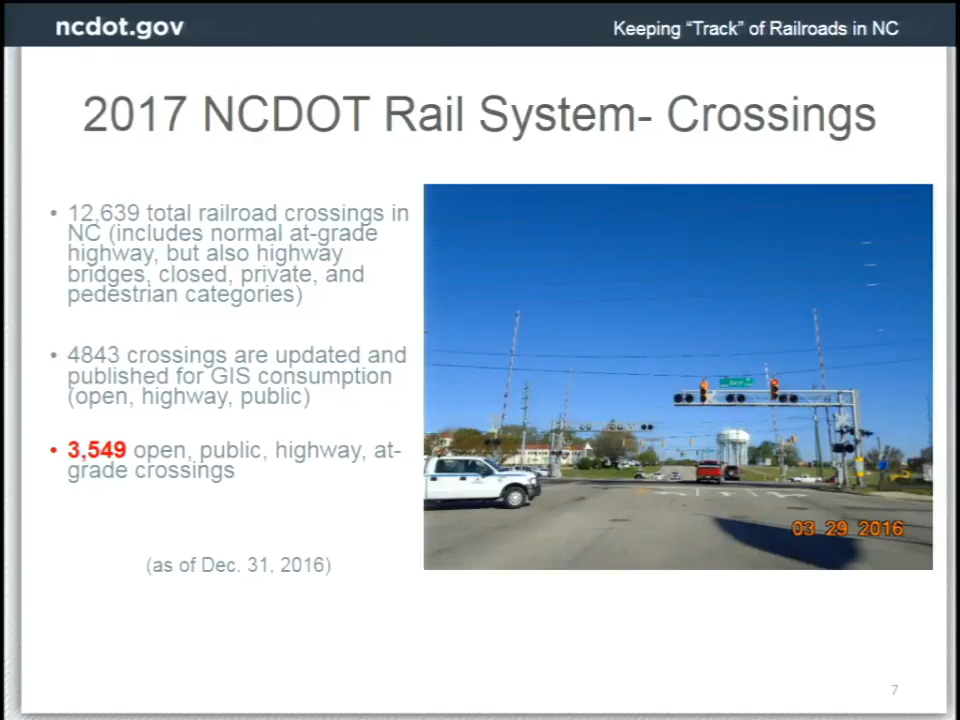 ncdot.gov
Keeping “Track” of Railroads in NC
2017 NCDOT Rail System- Crossings
• 12,639 total railroad crossings in
NC (includes normal at-grade
highway, but also highway
bridges, closed, private, and
pedestrian categories)
• 4843 crossings are updated and
published for GIS consumption
(open, highway, public)
• 3,549 open, public, highway, at-
grade crossings
(as of Dec. 31, 2016)
03 29 2016
7